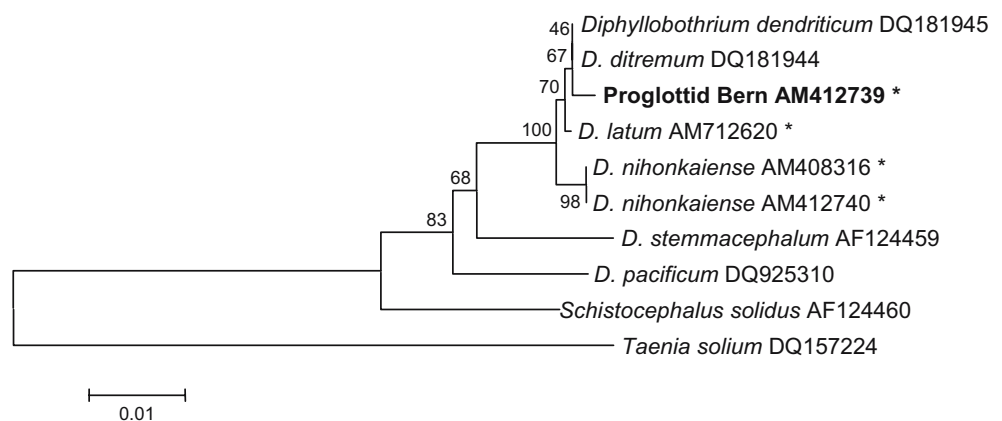 Diphyllobothrium dendriticum DQ181945
46
D. ditremum DQ181944
67
Proglottid Bern AM412739 *
70
D. latum AM712620 *
100
D. nihonkaiense AM408316 *
68
D. nihonkaiense AM412740 *
98
83
D. stemmacephalum AF124459
D. pacificum DQ925310
Schistocephalus solidus AF124460
Taenia solium DQ157224
0.01